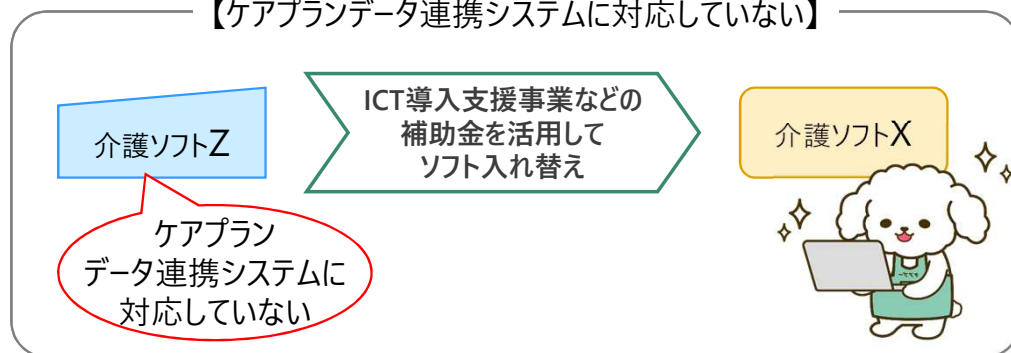 【ケアプランデータ連携システムに対応していない】
介護ソフトZ
ICT導入支援事業などの
補助金を活用して
ソフト入れ替え
介護ソフトX
ケアプラン
データ連携システムに
対応していない